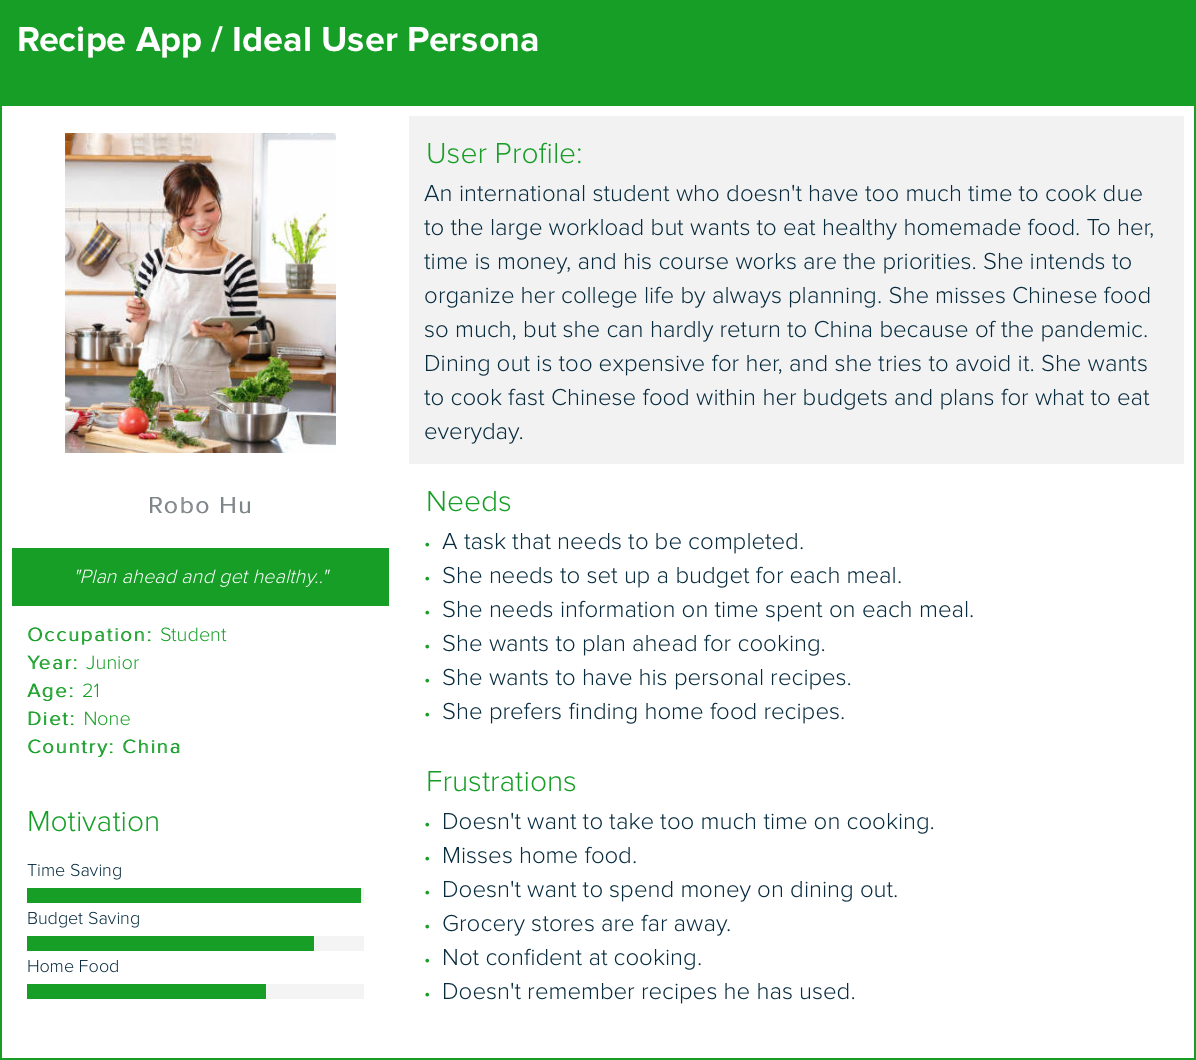 Recipe App / Ideal User Persona
Robo Hu
"Plan ahead and get healthy.."
Occupation: Student
Year: Junior
Age: 21
Diet: None
Country: China
Motivation
Time Saving
Budget Saving
Home Food
User Profile:
An international student who doesn't have too much time to cook due
to the large workload but wants to eat healthy homemade food. To her,
time is money, and his course works are the priorities. She intends to
organize her college life by always planning. She misses Chinese food
so much, but she can hardly return to China because of the pandemic.
Dining out is too expensive for her, and she tries to avoid it. She wants
to cook fast Chinese food within her budgets and plans for what to eat
everyday.
Needs
• A task that needs to be completed.
• She needs to set up a budget for each meal.
• She needs information on time spent on each meal.
• She wants to plan ahead for cooking.
• She wants to have his personal recipes.
• She prefers finding home food recipes.
Frustrations
• Doesn't want to take too much time on cooking.
• Misses home food.
• Doesn't want to spend money on dining out.
• Grocery stores are far away.
• Not confident at cooking.
• Doesn't remember recipes he has used.